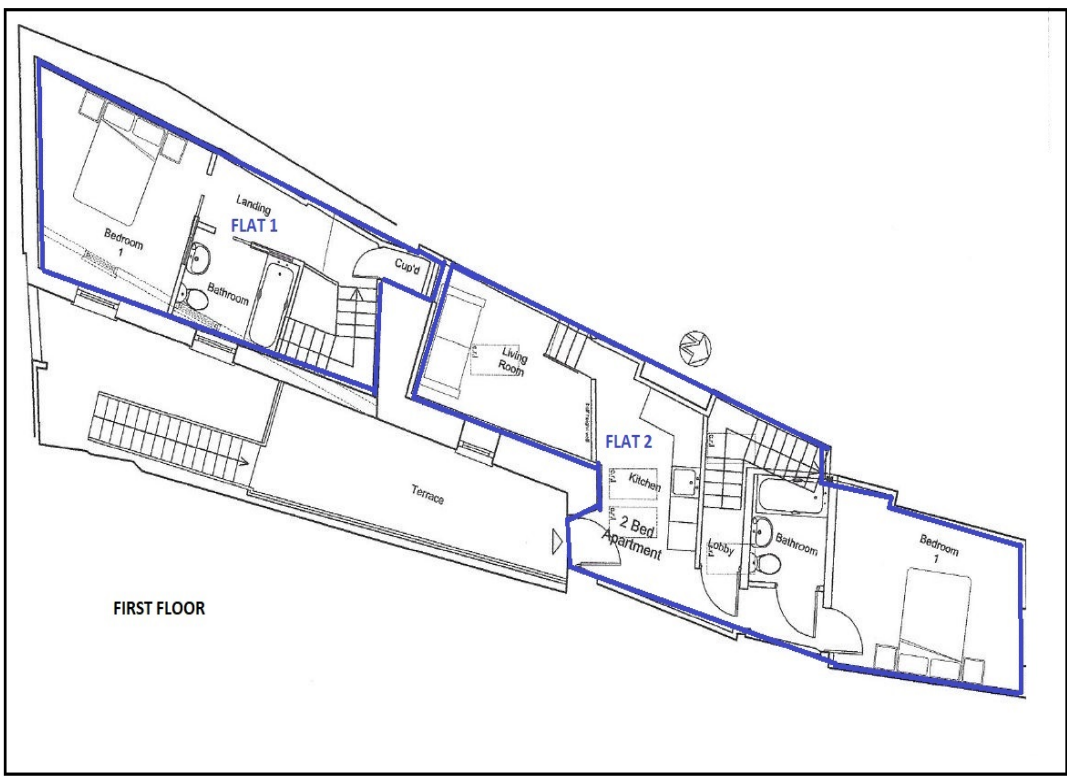 Landing
FLAT 1
Bedroom
1
Cup'd
Bathroom
Living
Room
FLAT 2
Kitchen
Terrace
2 Bed
Apartment
Lobby
Bathroom
Bedroom
1
FIRST FLOOR